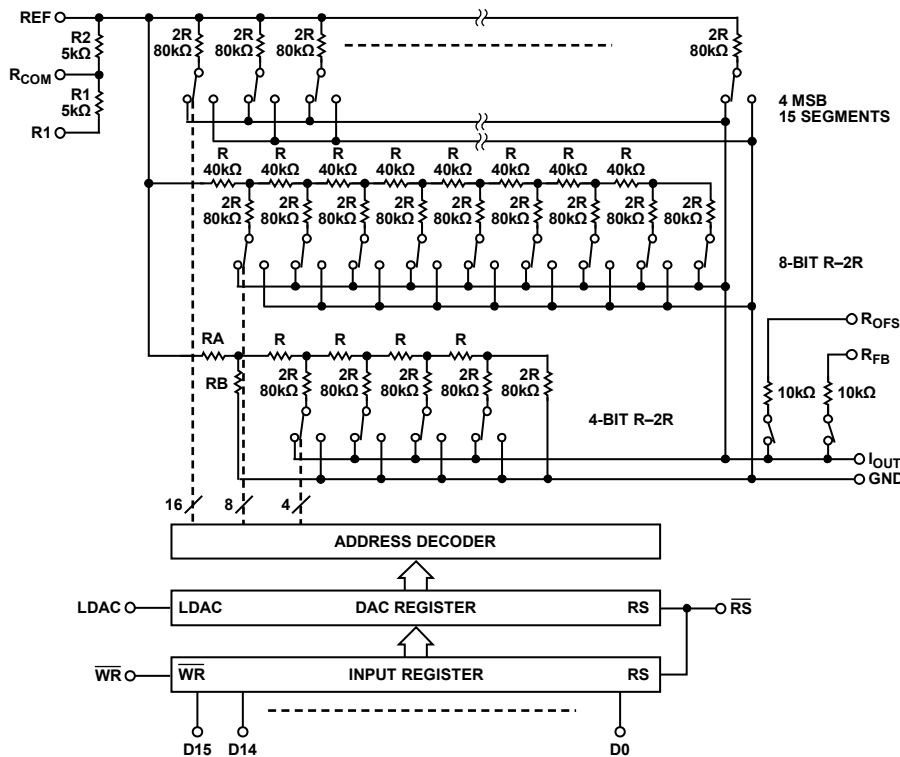 REF
R2
5kΩ
RCOM
R1
5kΩ
R1
2R
80kΩ
2R
80kΩ
2R
80kΩ
2R
80kΩ
4 MSB
15 SEGMENTS
R
40kΩ
R
40kΩ
R
40kΩ
R
40kΩ
R
40kΩ
R
40kΩ
R
40kΩ
R
40kΩ
2R
80kΩ
2R
80kΩ
2R
80kΩ
2R
80kΩ
2R
80kΩ
2R
80kΩ
2R
80kΩ
2R
80kΩ
2R
80kΩ
8-BIT R–2R
RA
RB
R
R
R
R
2R
80kΩ
2R
80kΩ
2R
80kΩ
2R
80kΩ
2R
80kΩ
4-BIT R–2R
ROFS
RFB
10kΩ
10kΩ
IOUT
GND
16
8
4
ADDRESS DECODER
LDAC
LDAC
DAC REGISTER
RS
RS
WR
WR
INPUT REGISTER
RS
D15
D14
D0